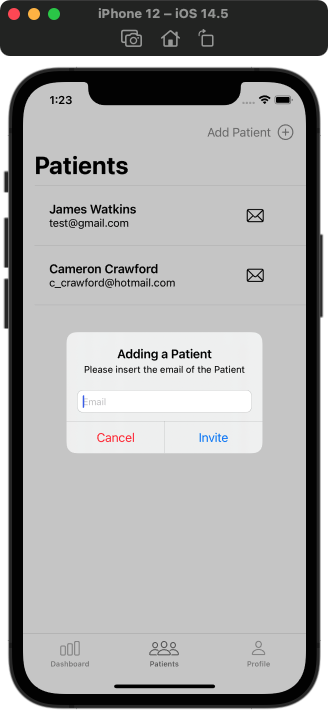 iPhone 12 – iOS 14.5
1:23
Add Patient
Patients
James Watkins
test@gmail.com
Cameron Crawford
c_crawford@hotmail.com
Adding a Patient
Please insert the email of the Patient
Email
Cancel
Invite
Dashboard
Patients
Profile